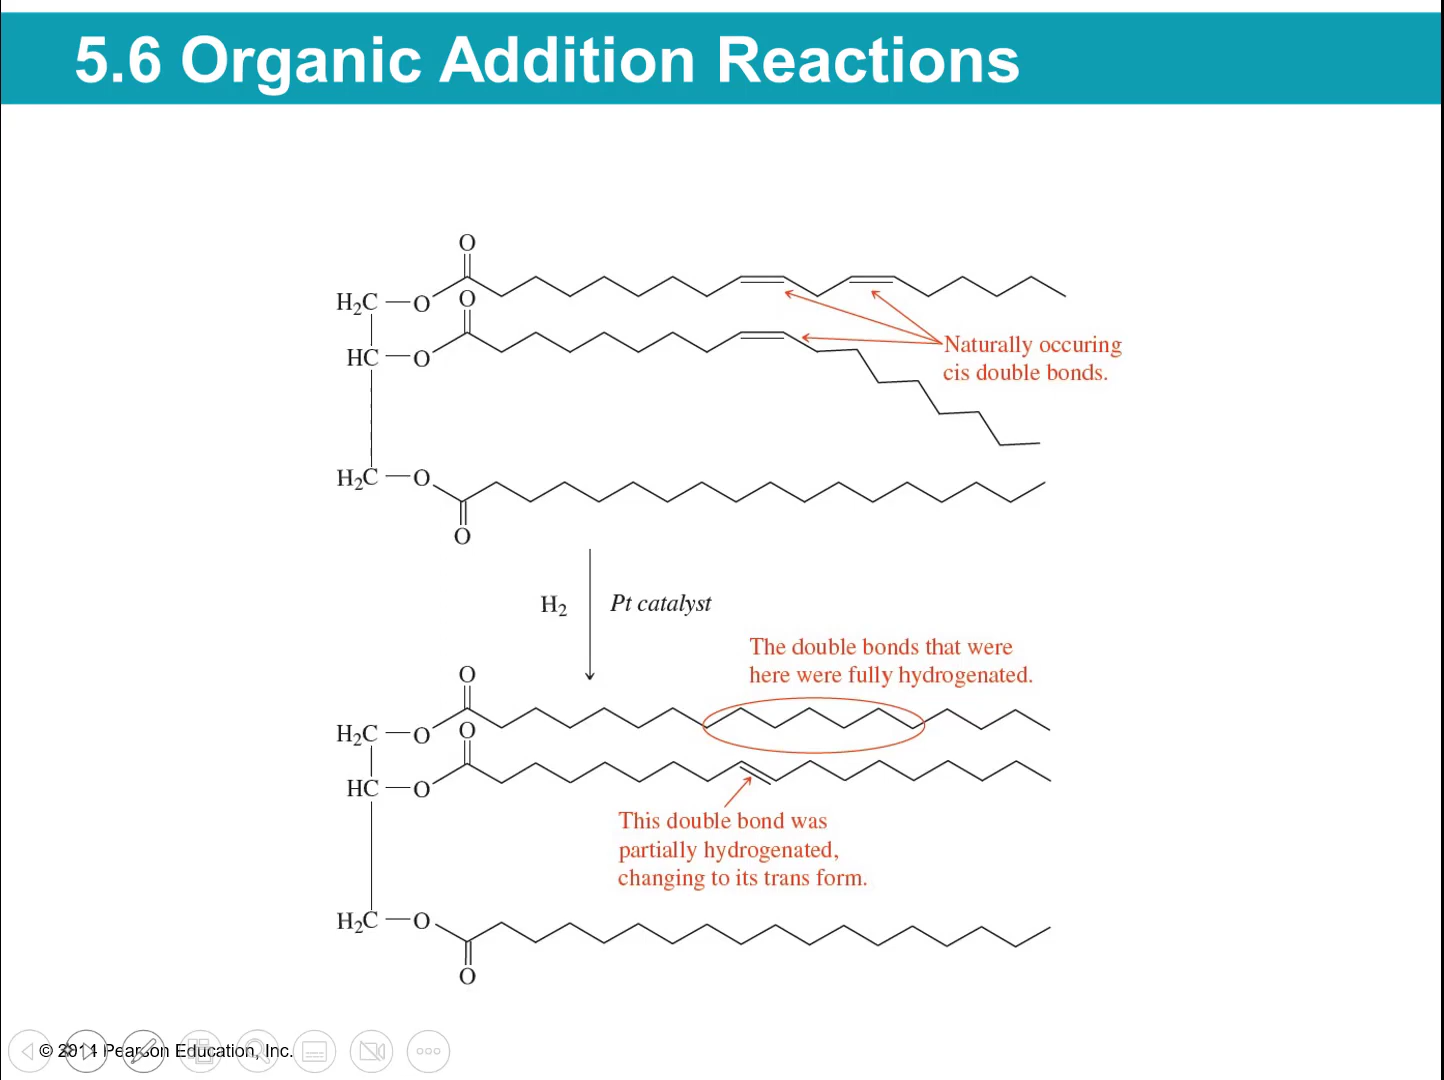 5.6 Organic Addition Reactions
O
H₂C—O
O
HC—O
Naturally occuring
cis double bonds.
H₂C—O
O
H₂
Pt catalyst
The double bonds that were
here were fully hydrogenated.
O
H₂C—O
O
HC—O
This double bond was
partially hydrogenated,
changing to its trans form.
H₂C—O
O
© 2014 Pearson Education, Inc.